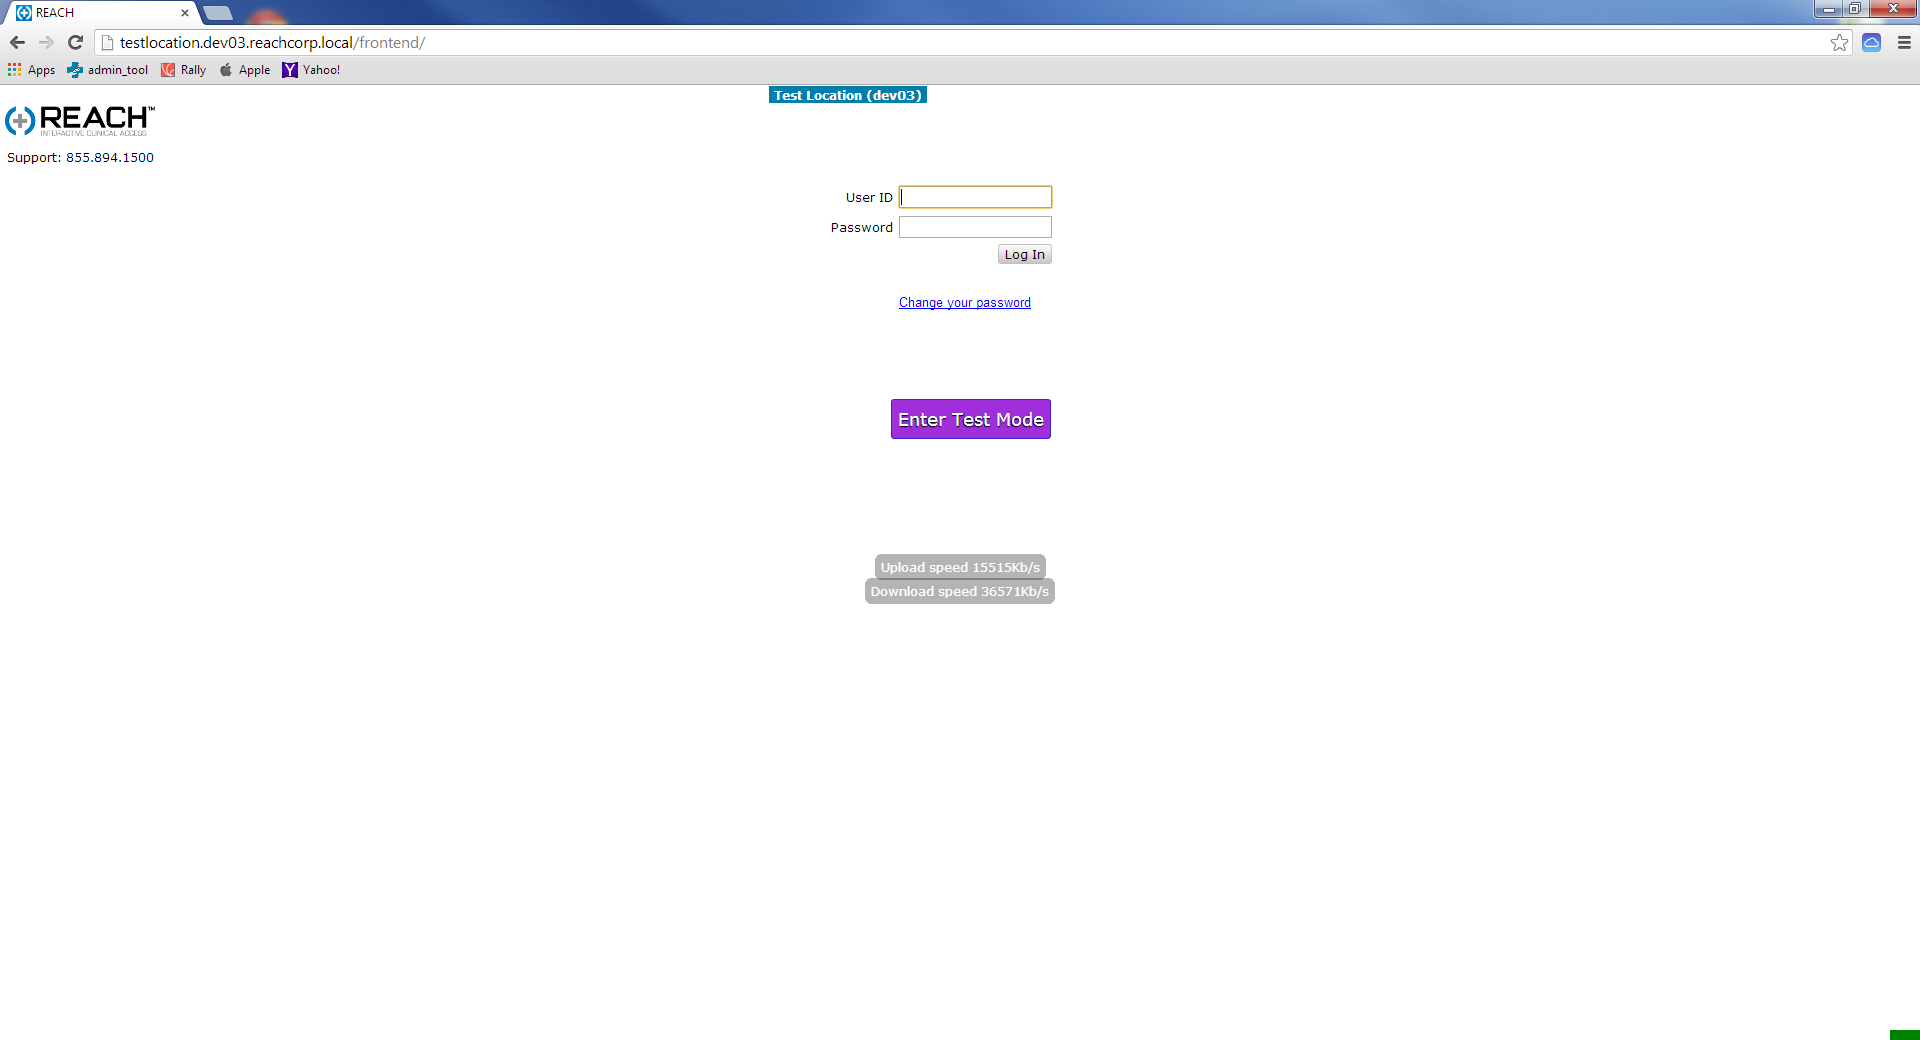 REACH
testlocation.dev03.reachcorp.local/frontend/
Apps admin_tool Rally Apple Yahoo!
Test Location (dev03)
REACH™
INTERACTIVE CLINICAL ACCESS
Support: 855.894.1500
User ID
Password
Log In
Change your password
Enter Test Mode
Upload speed 15515Kb/s
Download speed 36571Kb/s